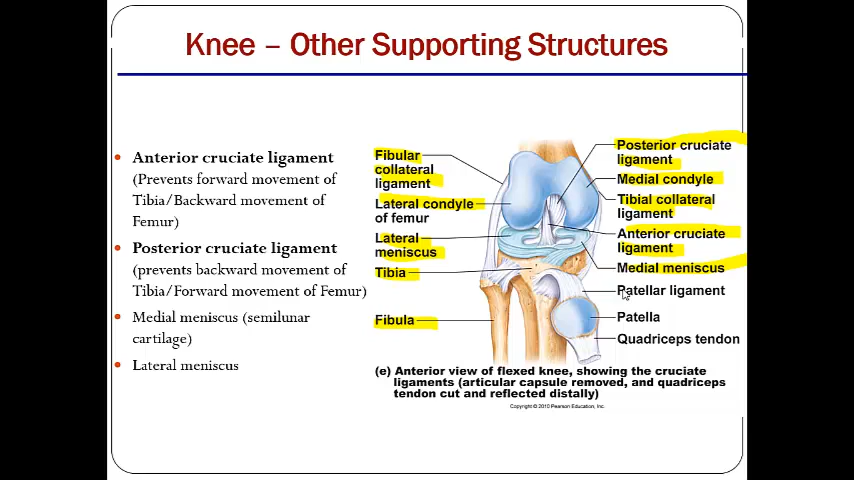 Knee – Other Supporting Structures
Anterior cruciate ligament
(Prevents forward movement of
Tibia/Backward movement of
Femur)
Posterior cruciate ligament
(prevents backward movement of
Tibia/Forward movement of Femur)
Medial meniscus (semilunar
cartilage)
Lateral meniscus
Fibular
collateral
ligament
Lateral condyle
of femur
Lateral
meniscus
Tibia
Fibula
Posterior cruciate
ligament
Medial condyle
Tibial collateral
ligament
Anterior cruciate
ligament
Medial meniscus
Patellar ligament
Patella
Quadriceps tendon
(e) Anterior view of flexed knee, showing the cruciate
ligaments (articular capsule removed, and quadriceps
tendon cut and reflected distally)
Copyright © 2010 Pearson Education, Inc.